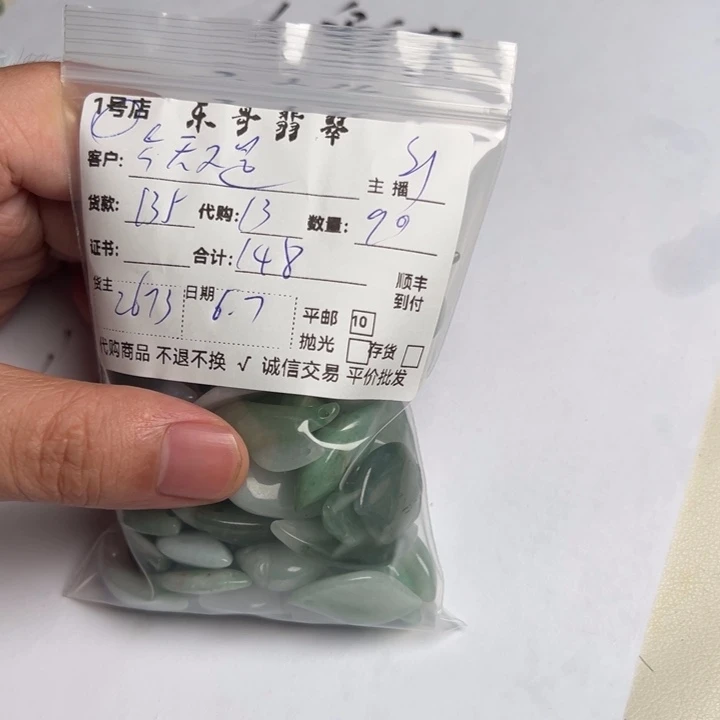 1号店 东哥翡翠
客户: 今天 主播
货款: 135 代购: 13 数量: 90
证书: 合计: 148
顺丰到付
货主 2673 日期 6.7
平邮 10
抛光 存货
代购商品 不退不换 √ 诚信交易 平价批发